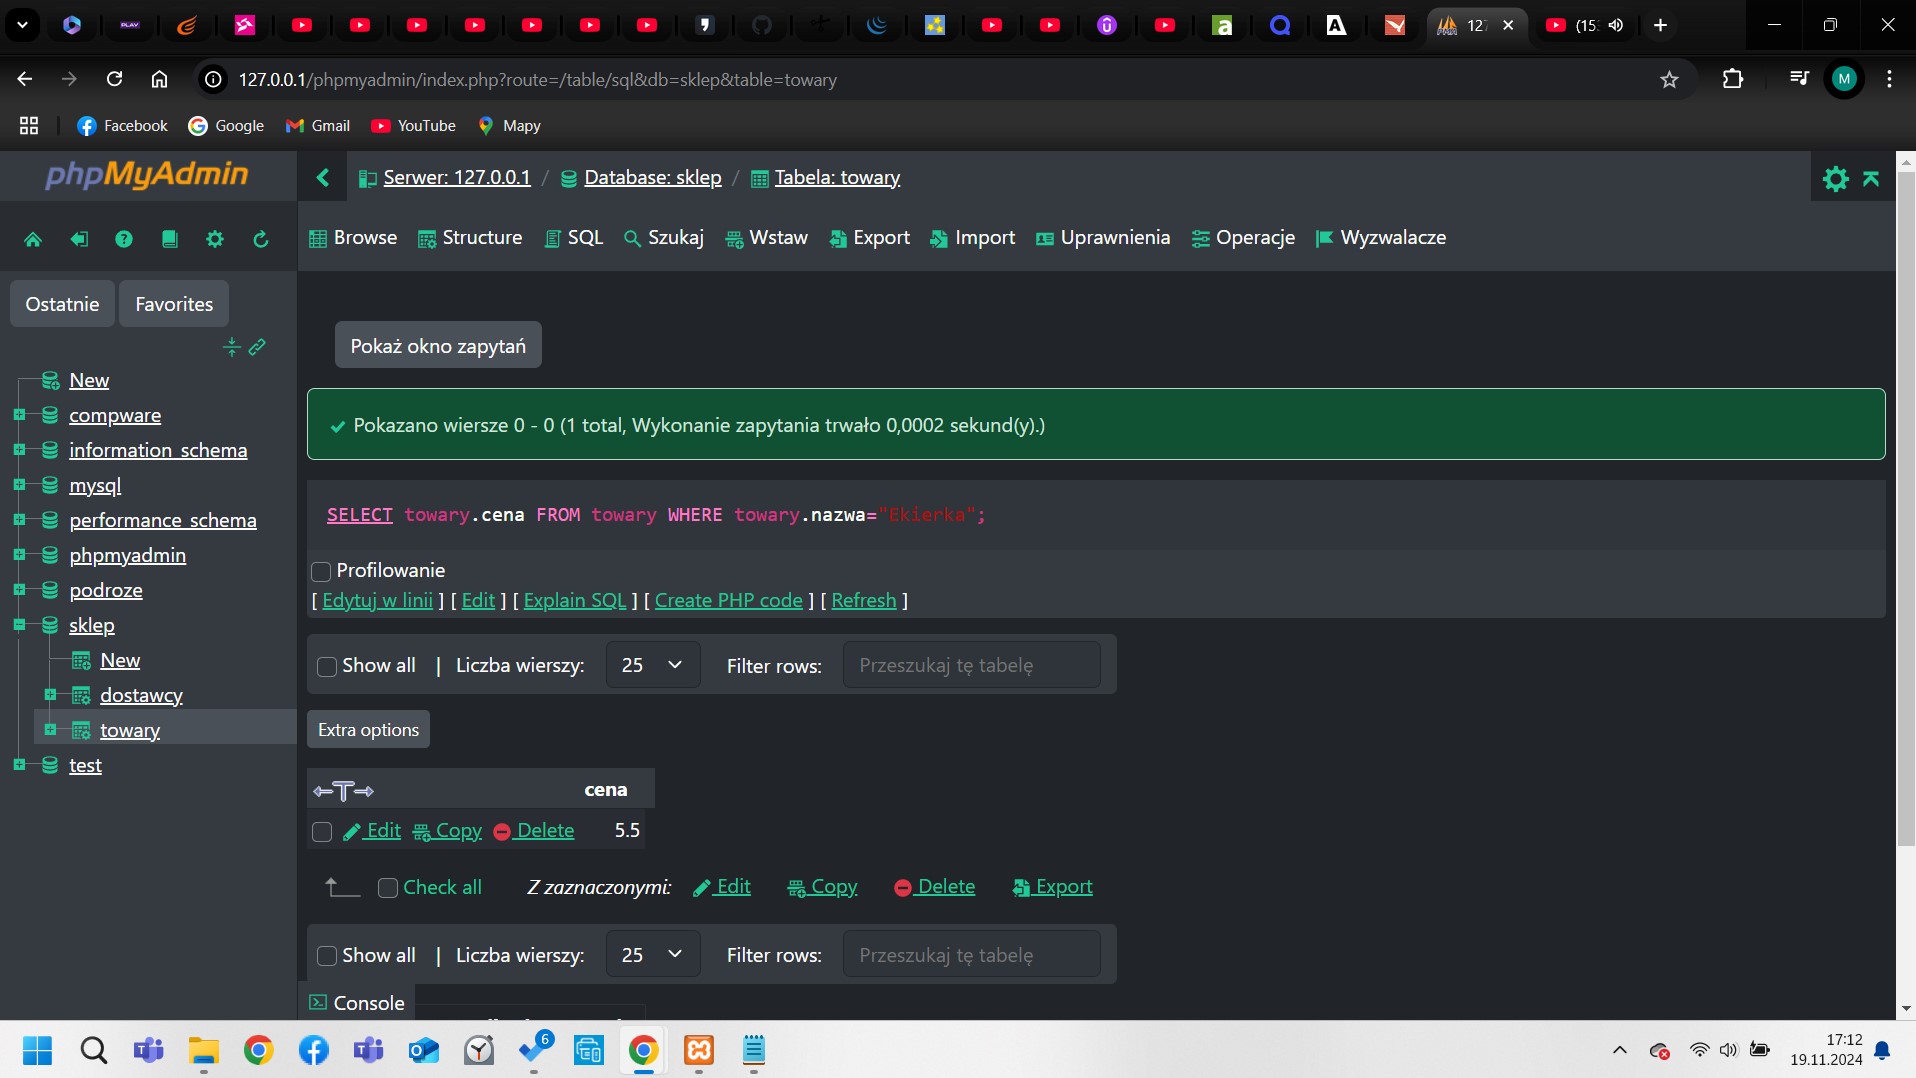 127
(15
127.0.0.1/phpmyadmin/index.php?route=/table/sql&db=sklep&table=towary
M
Facebook
Google
Gmail
YouTube
Mapy
phpMyAdmin
Serwer: 127.0.0.1 / Database: sklep / Tabela: towary
Browse
Structure
SQL
Szukaj
Wstaw
Export
Import
Uprawnienia
Operacje
Wyzwalacze
Ostatnie
Favorites
New
compware
information_schema
mysql
performance_schema
phpmyadmin
podroze
sklep
New
dostawcy
towary
test
Pokaż okno zapytań
Pokazano wiersze 0 - 0 (1 total, Wykonanie zapytania trwało 0,0002 sekund(y).)
SELECT towary.cena FROM towary WHERE towary.nazwa="Ekierka";
Profilowanie
[ Edytuj w linii ] [ Edit ] [ Explain SQL ] [ Create PHP code ] [ Refresh ]
Show all | Liczba wierszy: 25 Filter rows: Przeszukaj tę tabelę
Extra options
←T→ cena
Edit Copy Delete 5.5
Check all Z zaznaczonymi: Edit Copy Delete Export
Show all | Liczba wierszy: 25 Filter rows: Przeszukaj tę tabelę
Console
6
17:12
19.11.2024